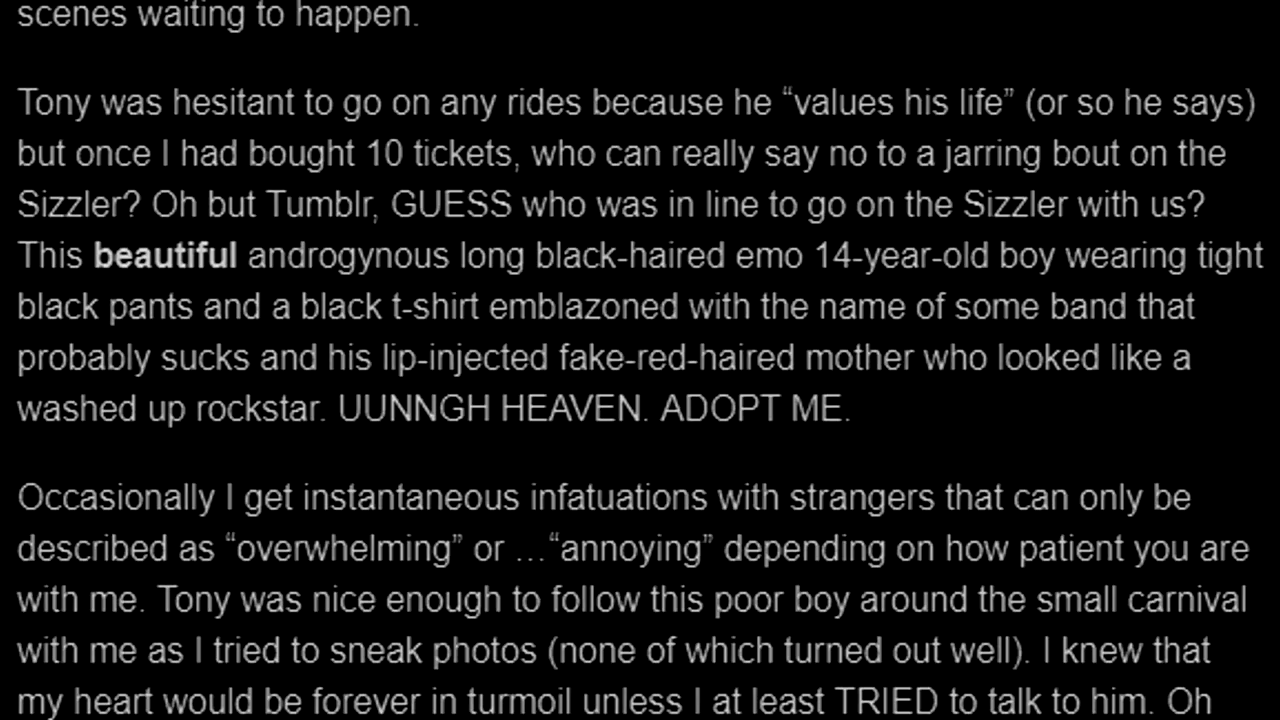 scenes waiting to happen.
Tony was hesitant to go on any rides because he “values his life” (or so he says)
but once I had bought 10 tickets, who can really say no to a jarring bout on the
Sizzler? Oh but Tumblr, GUESS who was in line to go on the Sizzler with us?
This beautiful androgynous long black-haired emo 14-year-old boy wearing tight
black pants and a black t-shirt emblazoned with the name of some band that
probably sucks and his lip-injected fake-red-haired mother who looked like a
washed up rockstar. UUNNGH HEAVEN. ADOPT ME.
Occasionally I get instantaneous infatuations with strangers that can only be
described as “overwhelming” or …“annoying” depending on how patient you are
with me. Tony was nice enough to follow this poor boy around the small carnival
with me as I tried to sneak photos (none of which turned out well). I knew that
my heart would be forever in turmoil unless I at least TRIED to talk to him. Oh